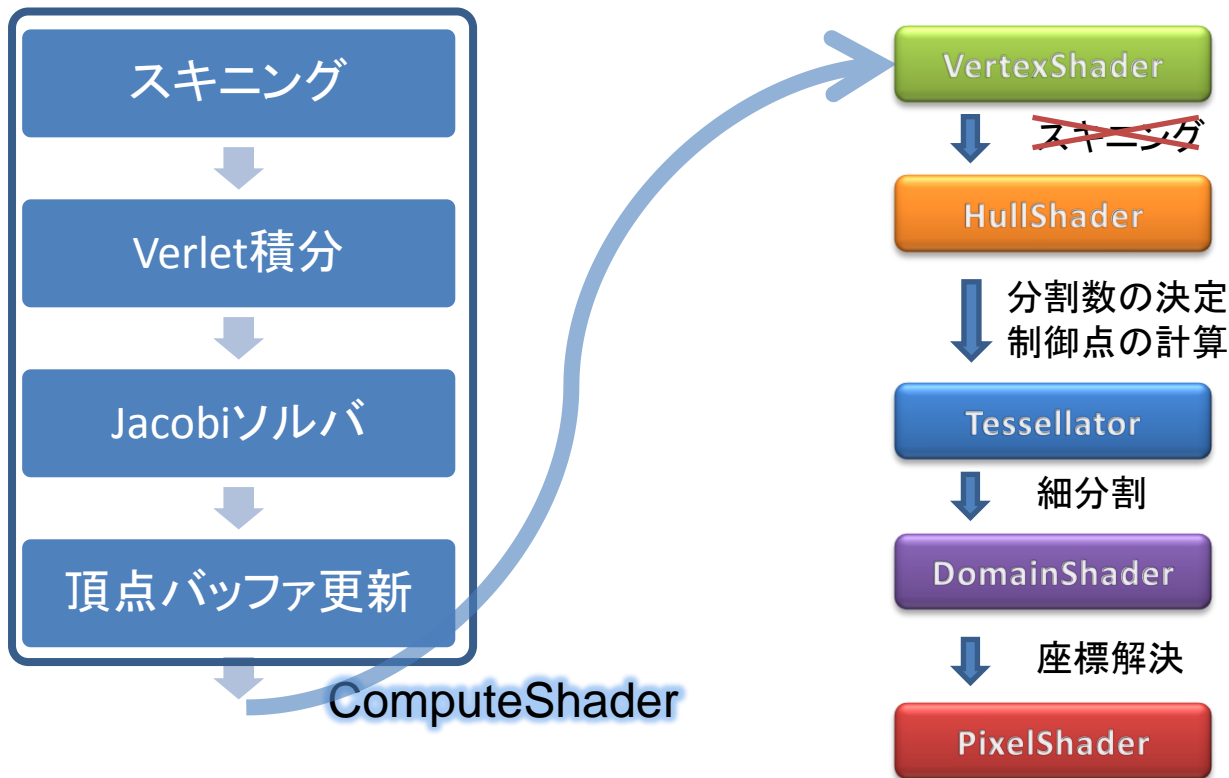 スキニング
Verlet積分
Jacobiソルバ
頂点バッファ更新
ComputeShader
VertexShader
スキニング
HullShader
分割数の決定
制御点の計算
Tessellator
細分割
DomainShader
座標解決
PixelShader